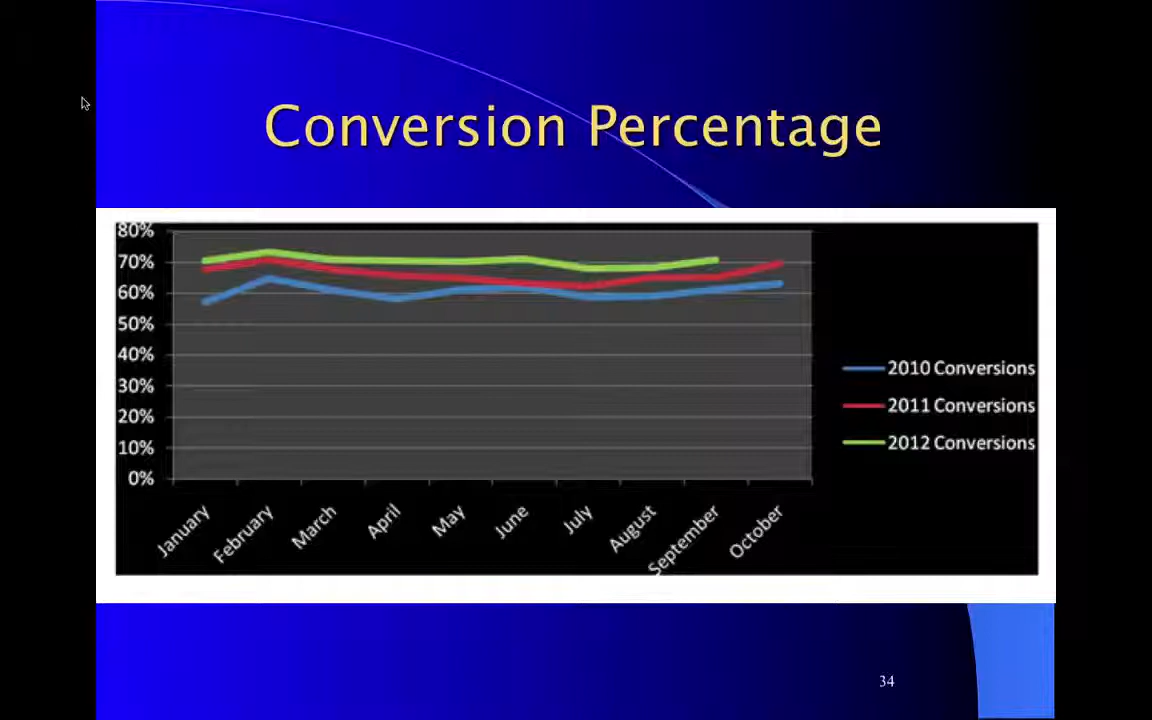 Conversion Percentage
80%
70%
60%
50%
40%
30%
20%
10%
0%
January
February
March
April
May
June
July
August
September
October
2010 Conversions
2011 Conversions
2012 Conversions
34